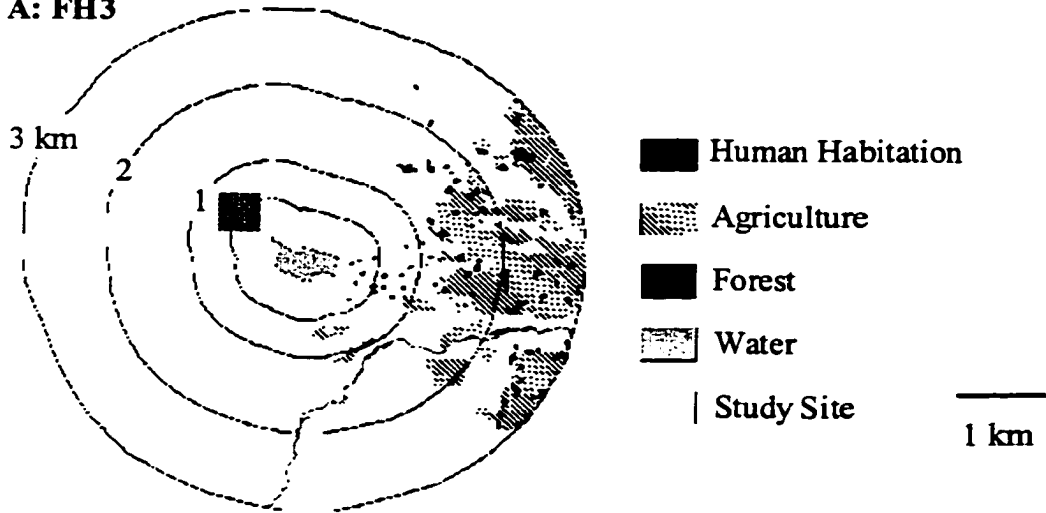 A: FH3
3 km
2
1
Human Habitation
Agriculture
Forest
Water
Study Site
1 km